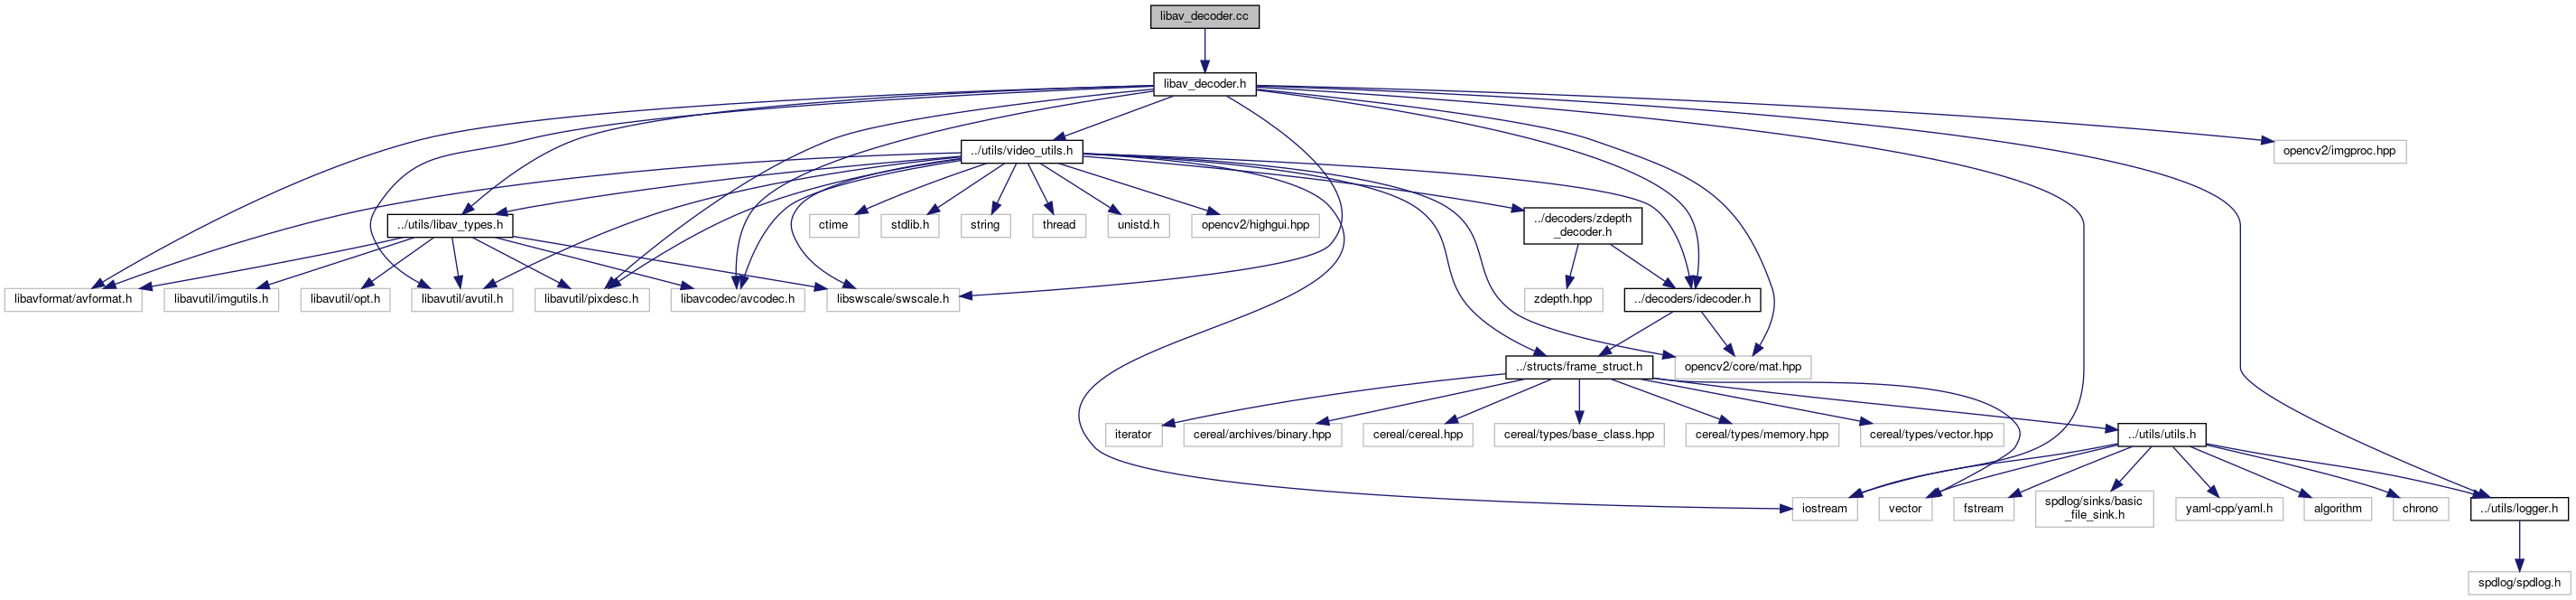 libav_decoder.cc
libav_decoder.h
../utils/video_utils.h
opencv2/imgproc.hpp
../utils/libav_types.h
ctime
stdlib.h
string
thread
unistd.h
opencv2/highgui.hpp
../decoders/zdepth
_decoder.h
libavformat/avformat.h
libavutil/imgutils.h
libavutil/opt.h
libavutil/avutil.h
libavutil/pixdesc.h
libavcodec/avcodec.h
libswscale/swscale.h
zdepth.hpp
../decoders/idecoder.h
../structs/frame_struct.h
opencv2/core/mat.hpp
iterator
cereal/archives/binary.hpp
cereal/cereal.hpp
cereal/types/base_class.hpp
cereal/types/memory.hpp
cereal/types/vector.hpp
../utils/utils.h
iostream
vector
fstream
spdlog/sinks/basic
_file_sink.h
yaml-cpp/yaml.h
algorithm
chrono
../utils/logger.h
spdlog/spdlog.h